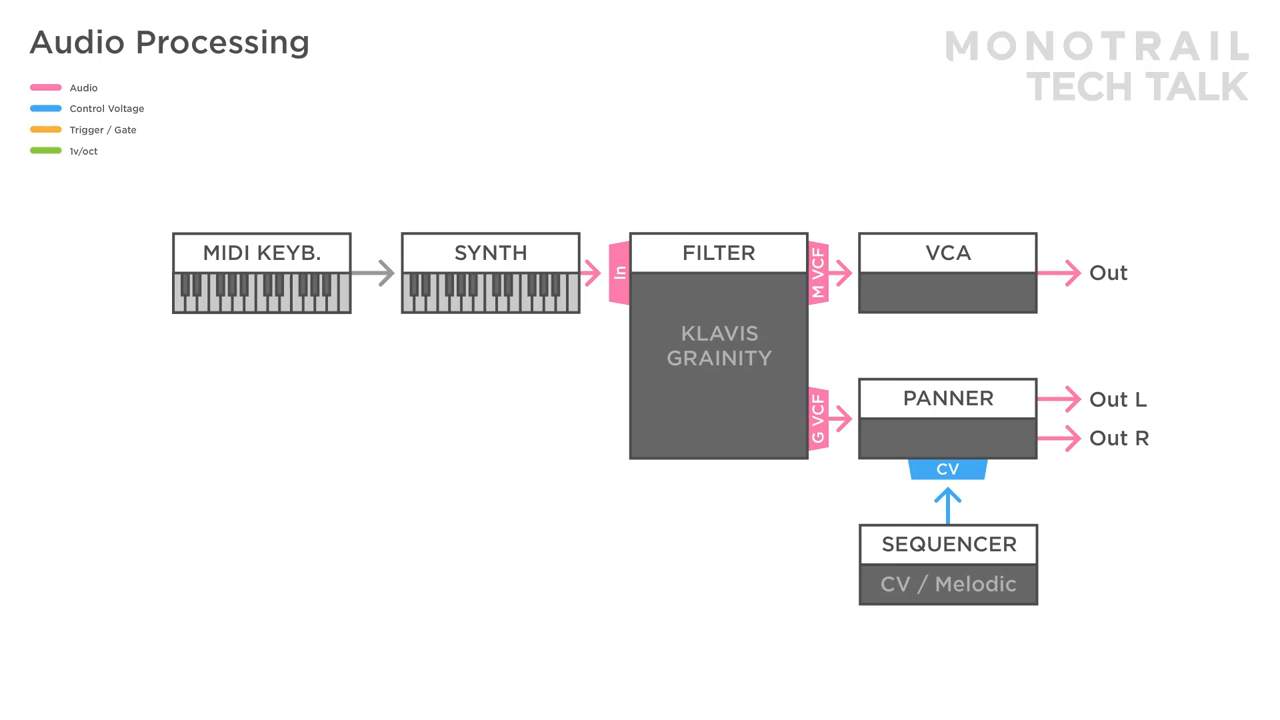 Audio Processing
MONOTRAIL
TECH TALK
Audio
Control Voltage
Trigger / Gate
1v/oct
MIDI KEYB.
SYNTH
In
FILTER
KLAVIS
GRAINITY
M VCF
G VCF
VCA
Out
PANNER
Out L
Out R
CV
SEQUENCER
CV / Melodic